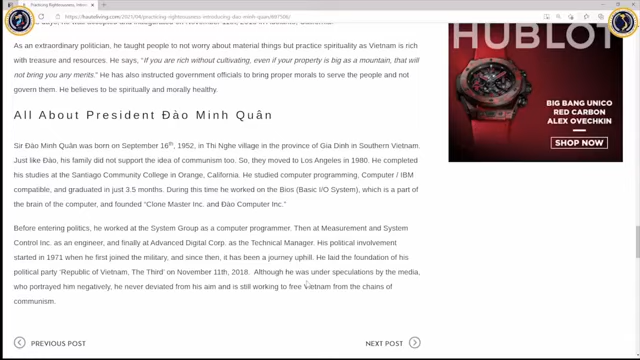 Practicing Righteousness: Introducing
https://hauteliving.com/2021/04/practicing-righteousness-introducing-dao-minh-quan/697506/
As an extraordinary politician, he taught people to not worry about material things but practice spirituality as Vietnam is rich
with treasure and resources. He says, "If you are rich without cultivating, even if your property is big as a mountain, that will
not bring you any merits." He has also instructed government officials to bring proper morals to serve the people and not
govern them. He believes to be spiritually and morally healthy.
All About President Đào Minh Quân
Sir Đào Minh Quân was born on September 16th, 1952, in Thi Nghe village in the province of Gia Dinh in Southern Vietnam.
Just like Đào, his family did not support the idea of communism too. So, they moved to Los Angeles in 1980. He completed
his studies at the Santiago Community College in Orange, California. He studied computer programming, Computer / IBM
compatible, and graduated in just 3.5 months. During this time he worked on the Bios (Basic I/O System), which is a part
of the brain of the computer, and founded "Clone Master Inc. and Đào Computer Inc."
Before entering politics, he worked at the System Group as a computer programmer. Then at Measurement and System
Control Inc. as an engineer, and finally at Advanced Digital Corp. as the Technical Manager. His political involvement
started in 1971 when he first joined the military, and since then, it has been a journey uphill. He laid the foundation of his
political party 'Republic of Vietnam, The Third' on November 11th, 2018. Although he was under speculations by the media,
who portrayed him negatively, he never deviated from his aim and is still working to free Vietnam from the chains of
communism.
PREVIOUS POST
NEXT POST
HUBLOT
BIG BANG UNICO
RED CARBON
ALEX OVECHKIN
SHOP NOW